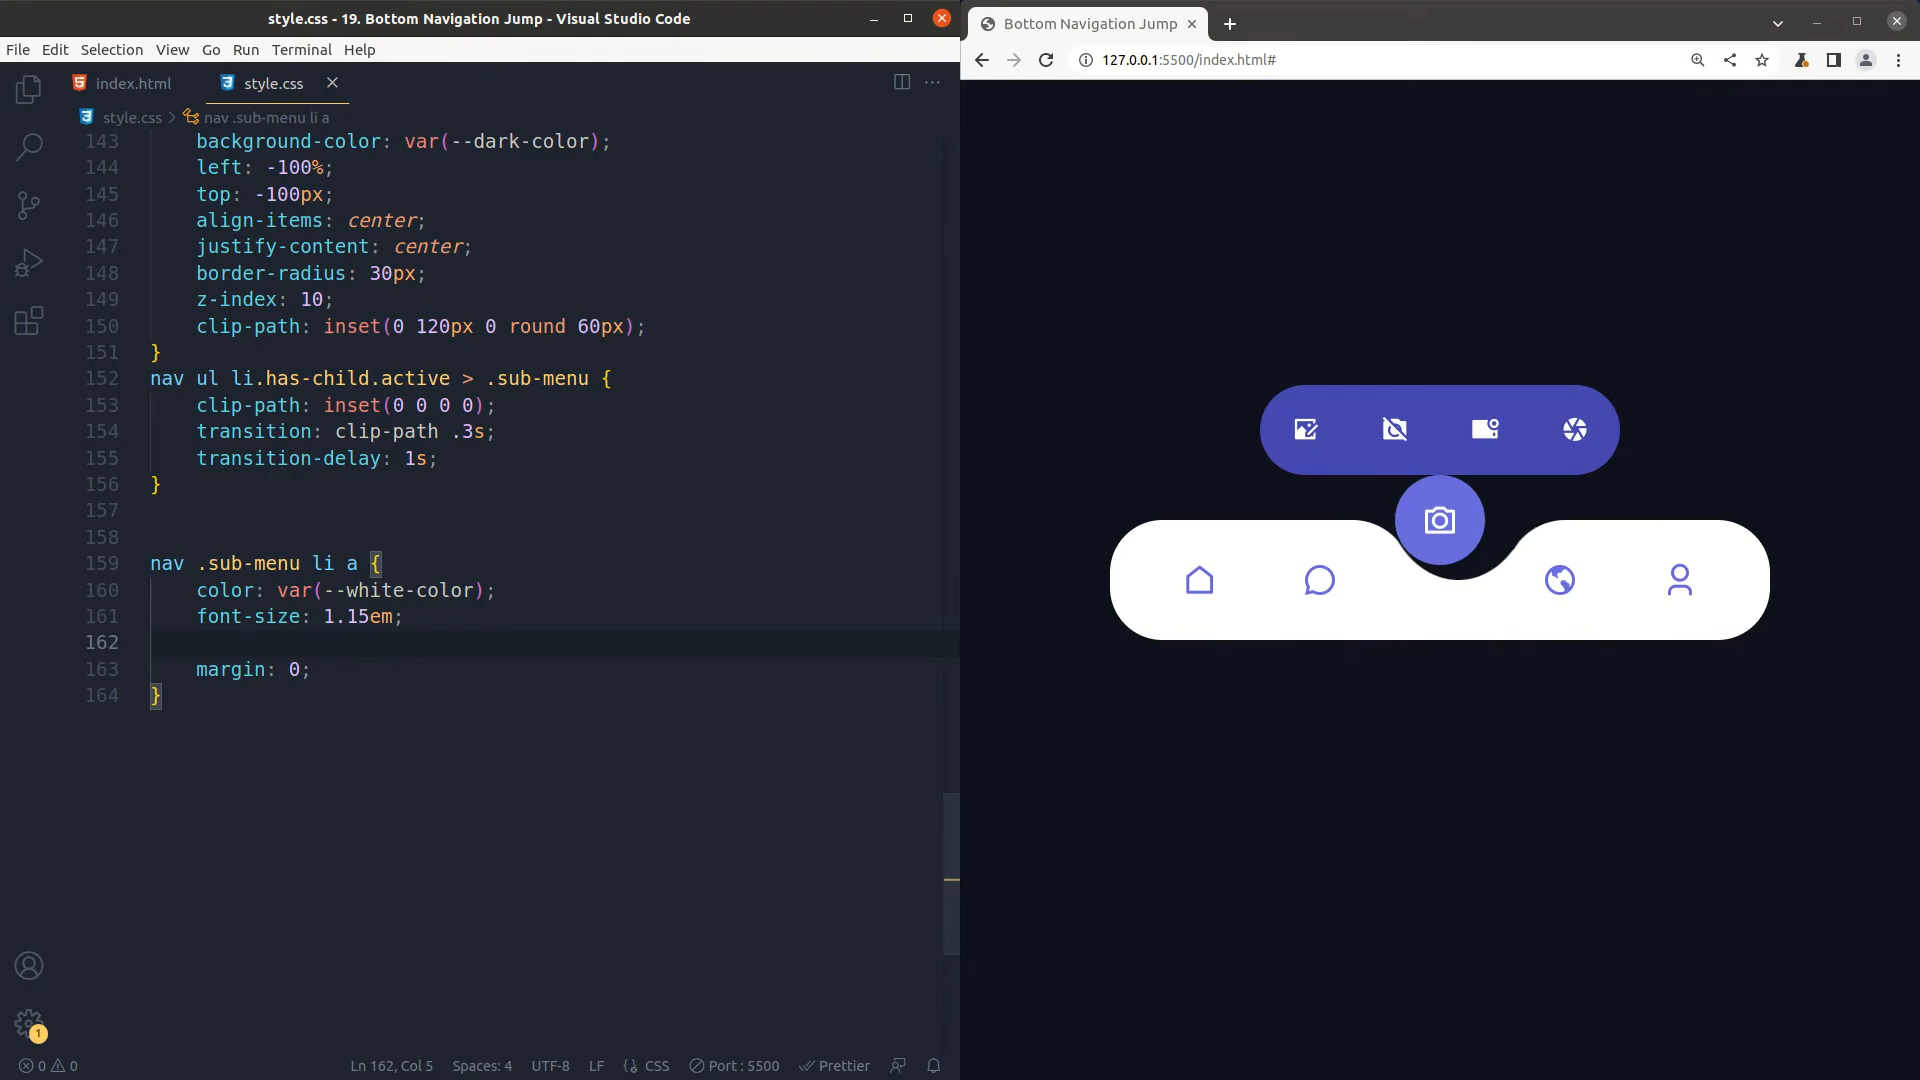 style.css - 19. Bottom Navigation Jump - Visual Studio Code
File Edit Selection View Go Run Terminal Help
index.html
style.css
style.css > nav .sub-menu li a
143 background-color: var(--dark-color);
144 left: -100%;
145 top: -100px;
146 align-items: center;
147 justify-content: center;
148 border-radius: 30px;
149 z-index: 10;
150 clip-path: inset(0 120px 0 round 60px);
151 }
152 nav ul li.has-child.active > .sub-menu {
153 clip-path: inset(0 0 0 0);
154 transition: clip-path .3s;
155 transition-delay: 1s;
156 }
157
158
159 nav .sub-menu li a {
160 color: var(--white-color);
161 font-size: 1.15em;
162
163 margin: 0;
164 }
1
0 0
Ln 162, Col 5
Spaces: 4
UTF-8
LF
CSS
Port : 5500
Prettier
Bottom Navigation Jump
127.0.0.1:5500/index.html#